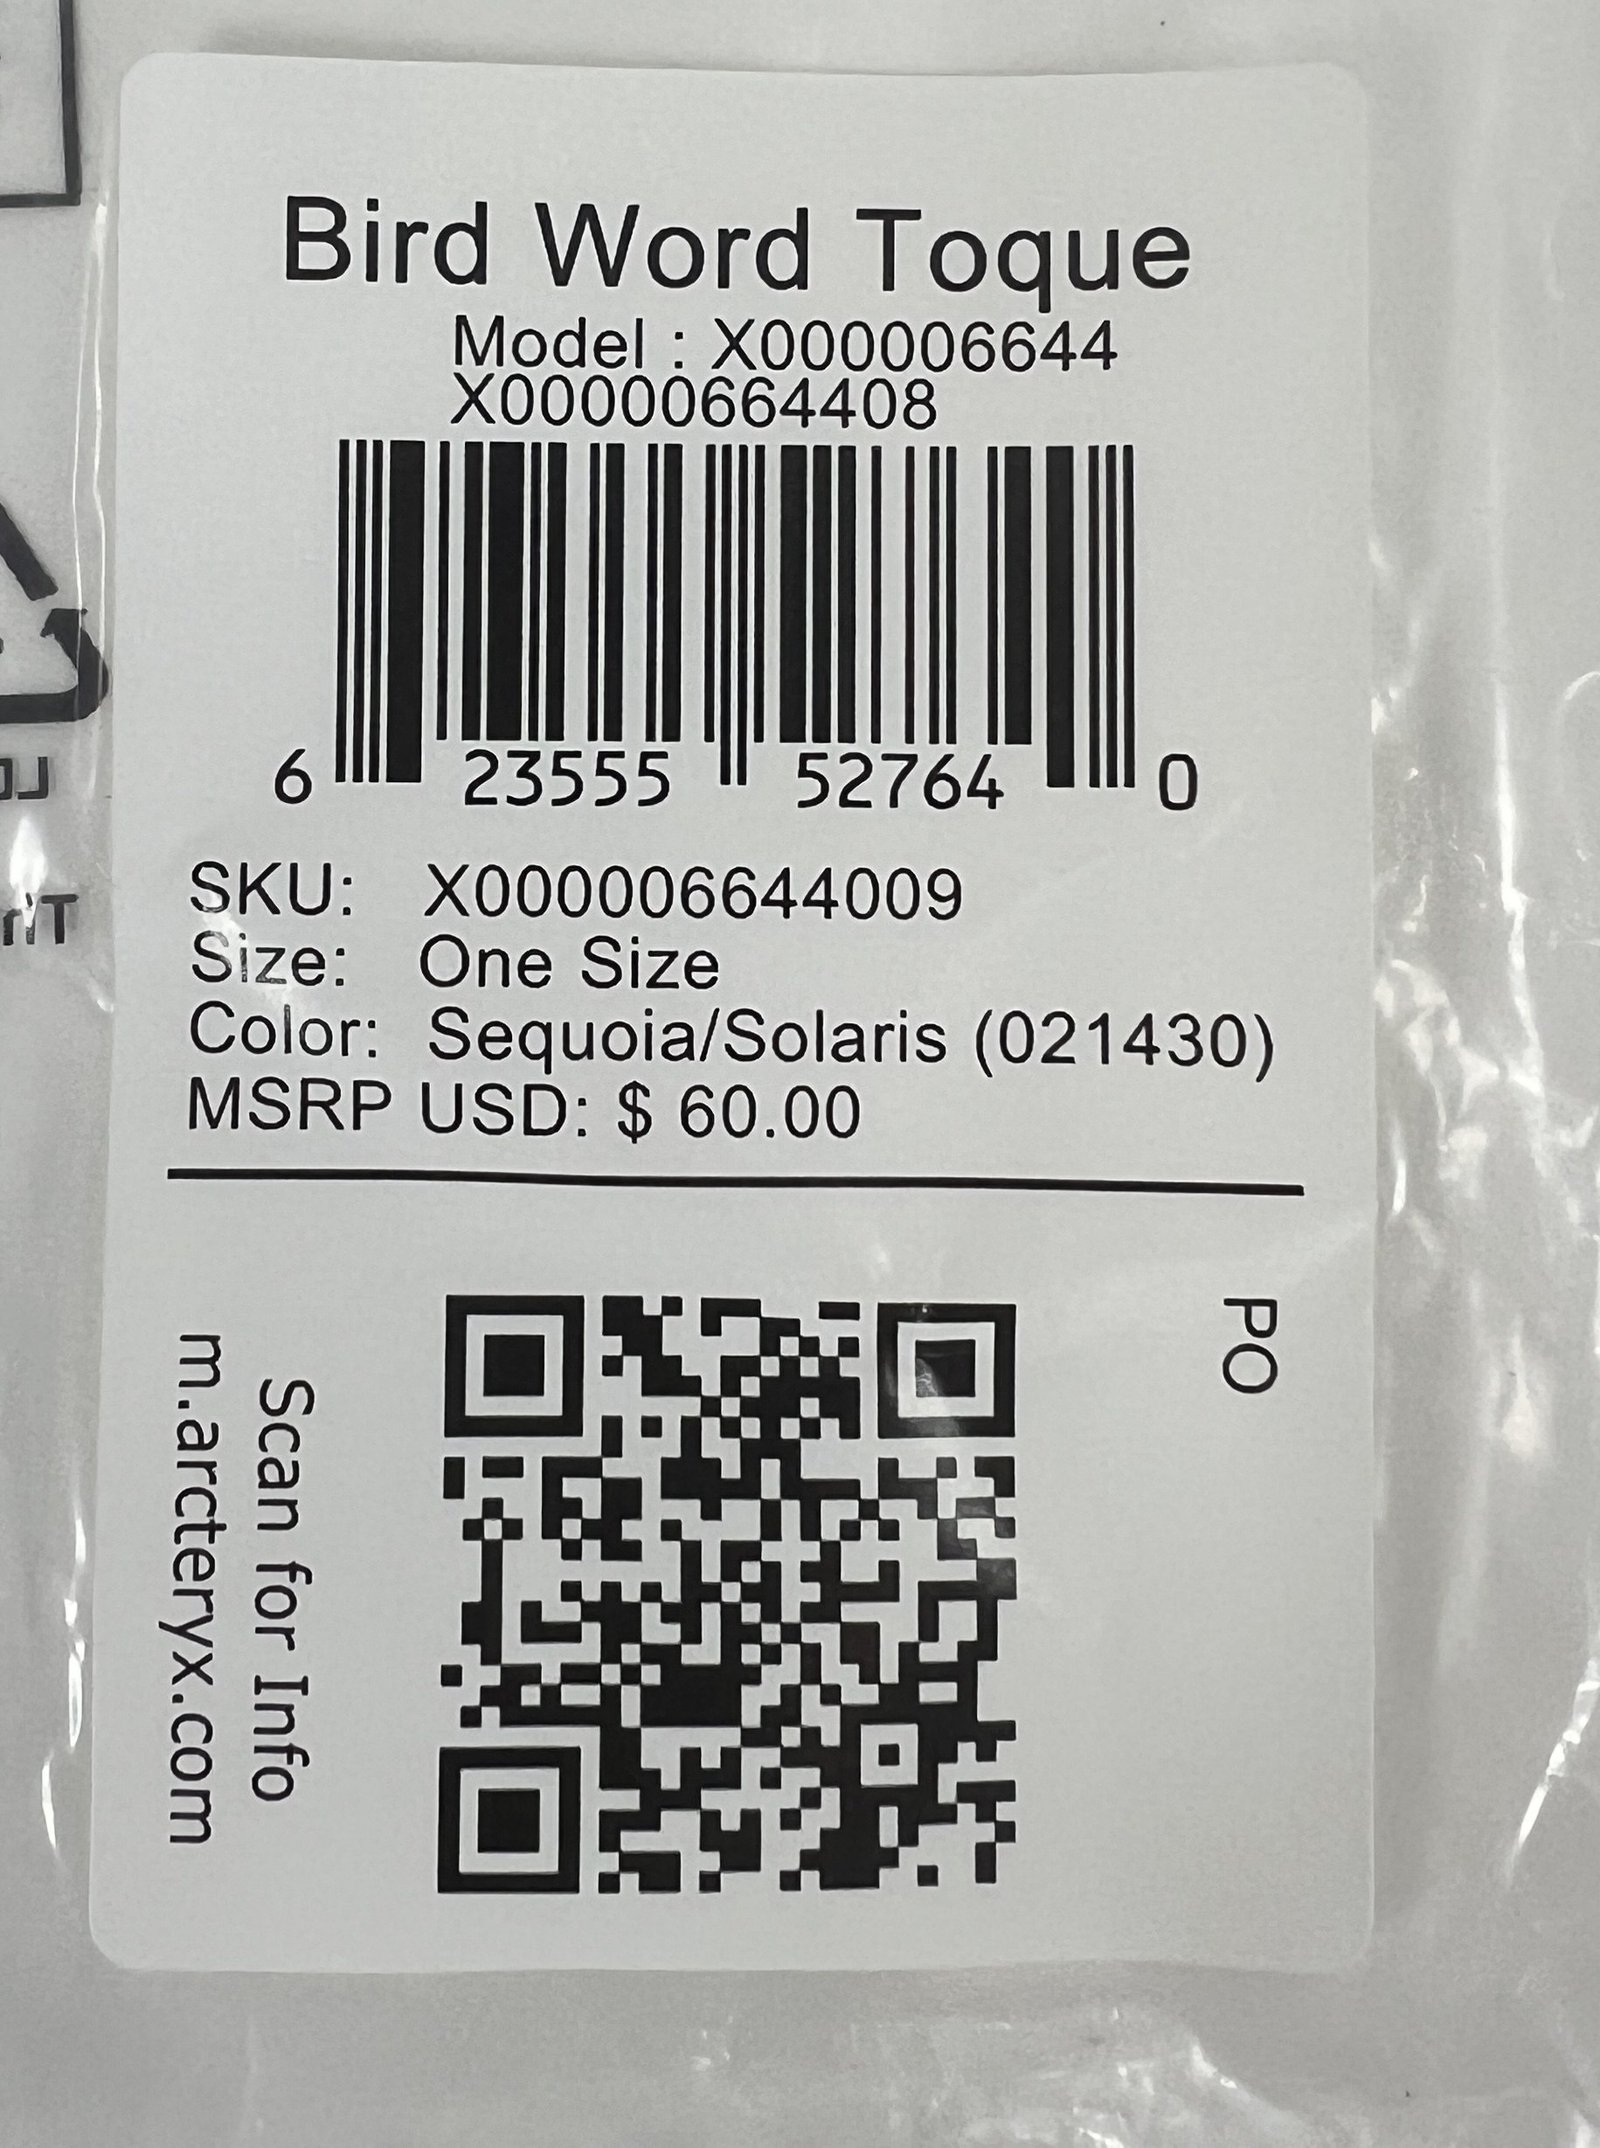 Bird Word Toque
Model : X000006644
X00000664408
6 23555 52764 0
SKU: X000006644009
Size: One Size
Color: Sequoia/Solaris (021430)
MSRP USD: $ 60.00
PO
Scan for Info
m.arcteryx.com